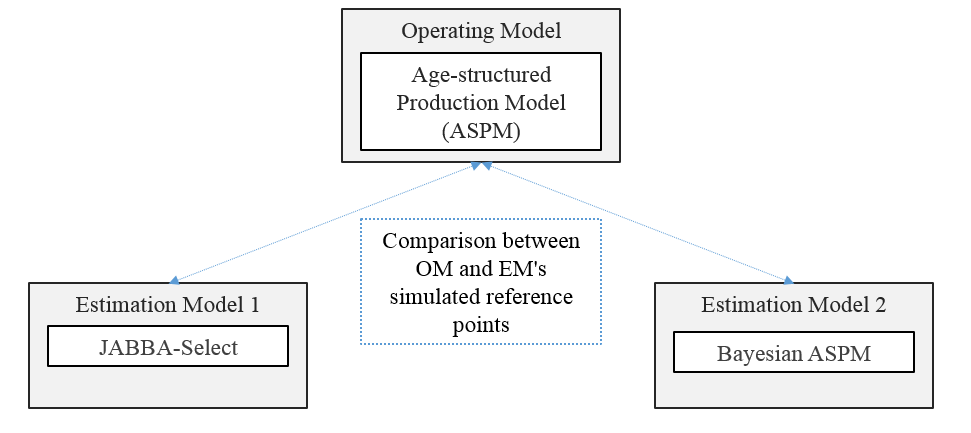 Operating Model
Age-structured
Production Model
(ASPM)
Comparison between
OM and EM's
simulated reference
points
Estimation Model 1
JABBA-Select
Estimation Model 2
Bayesian ASPM